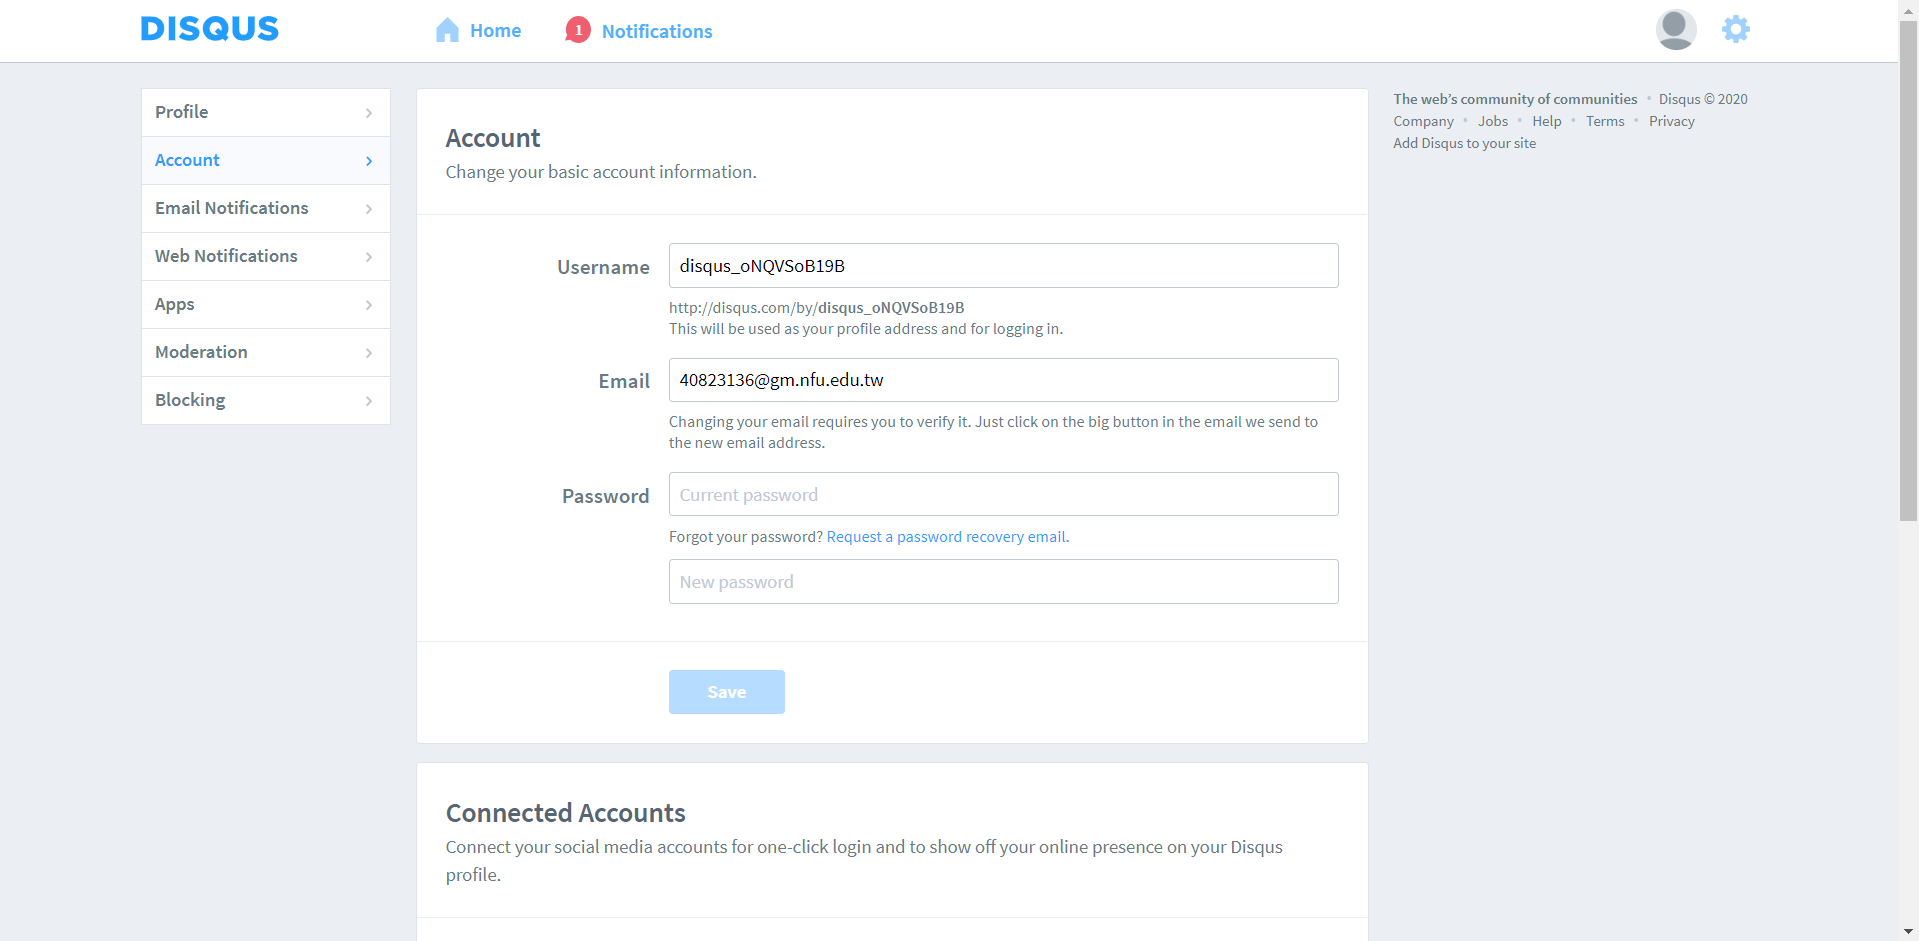 DISQUS
Home
1
Notifications
Profile
Account
Email Notifications
Web Notifications
Apps
Moderation
Blocking
Account
Change your basic account information.
Username
disqus_oNQVSoB19B
http://disqus.com/by/disqus_oNQVSoB19B
This will be used as your profile address and for logging in.
Email
40823136@gm.nfu.edu.tw
Changing your email requires you to verify it. Just click on the big button in the email we send to
the new email address.
Password
Current password
Forgot your password? Request a password recovery email.
New password
Save
Connected Accounts
Connect your social media accounts for one-click login and to show off your online presence on your Disqus
profile.
The web’s community of communities • Disqus © 2020
Company • Jobs • Help • Terms • Privacy
Add Disqus to your site